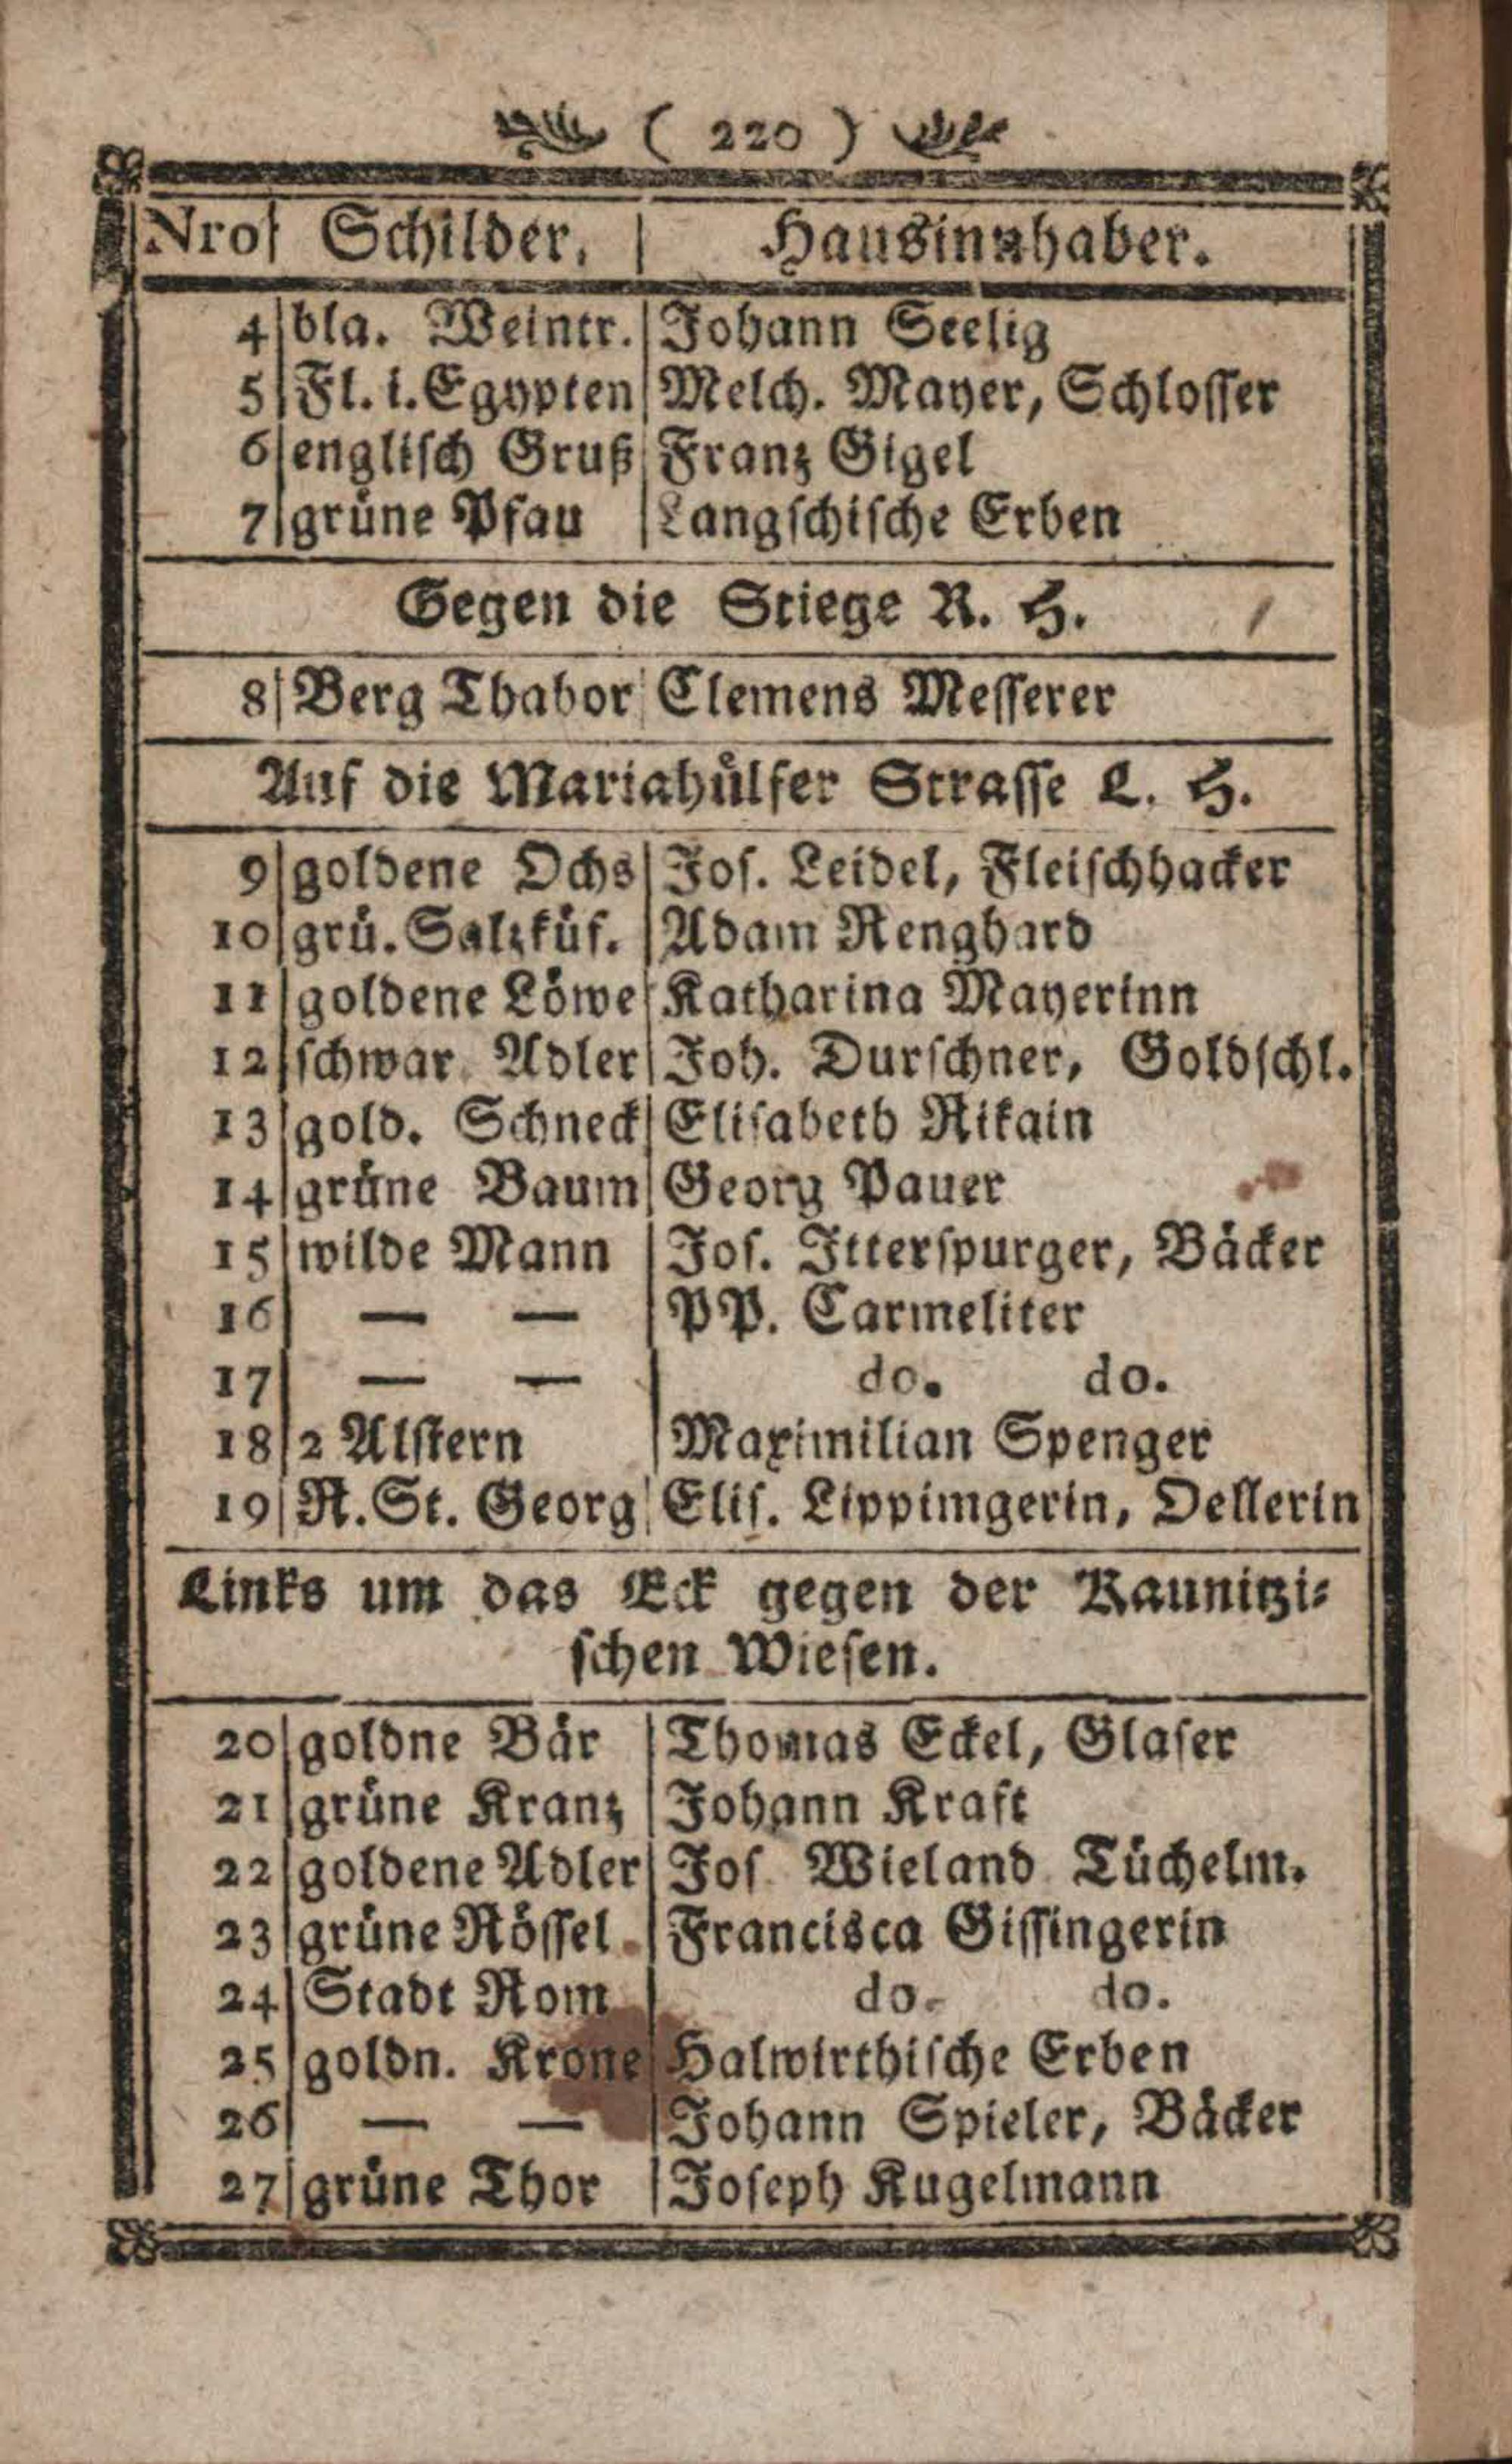 ( 220 )
Nro Schilder. Hausinnhaber.
4 bla. Weintr. Johann Seelig
5 Fl. i. Egypten Melch. Mayer, Schlosser
6 englisch Gruß Franz Gigel
7 grüne Pfau Langschische Erben
Gegen die Stiege R. H.
8 Berg Thabor Clemens Messerer
Auf die Mariahülfer Strasse L. H.
9 goldene Ochs Jos. Leidel, Fleischhacker
10 grü. Salzküf. Adam Renghard
11 goldene Löwe Katharina Mayerinn
12 schwar. Adler Joh. Durschner, Goldschl.
13 gold. Schneck Elisabeth Rikain
14 grüne Baum Georg Pauer
15 wilde Mann Jos. Itterspurger, Bäcker
16 — — PP. Carmeliter
17 — — do. do.
18 2 Alstern Maximilian Spenger
19 R. St. Georg Elis. Lippimgerin, Oellerin
Links um das Eck gegen der Kaunitzi-
schen Wiesen.
20 goldne Bär Thomas Eckel, Glaser
21 grüne Kranz Johann Kraft
22 goldene Adler Jos. Wieland Tüchelm.
23 grüne Rössel. Francisca Gissingerin
24 Stadt Rom do. do.
25 goldn. Krone Halwirthische Erben
26 — — Johann Spieler, Bäcker
27 grüne Thor Joseph Kugelmann